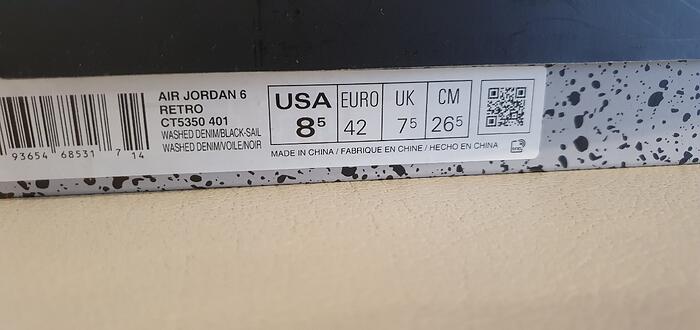 AIR JORDAN 6
RETRO
CT5350 401
WASHED DENIM/BLACK-SAIL
WASHED DENIM/VOILE/NOIR
93654 68531 7 14
USA EURO UK CM
8⁵ 42 7⁵ 26⁵
MADE IN CHINA / FABRIQUE EN CHINE / HECHO EN CHINA